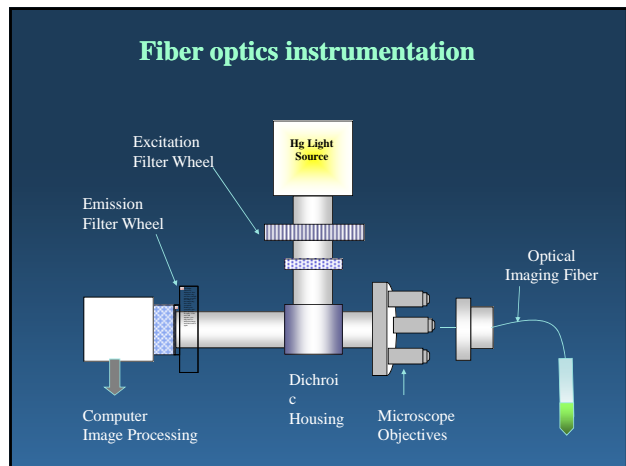 Fiber optics instrumentation
Hg Light
Source
Excitation
Filter Wheel
Emission
Filter Wheel
Optical
Imaging Fiber
Dichroi
c
Housing
Microscope
Objectives
Computer
Image Processing